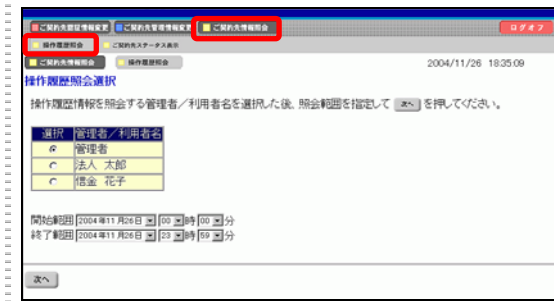 ご契約先登録情報変更 ご契約先管理者情報変更 ご契約先情報照会 ログオフ
操作履歴照会 ご契約先ステータス表示
ご契約先情報照会 操作履歴照会 2004/11/26 18:35:09
操作履歴照会選択
操作履歴情報を照会する管理者/利用者名を選択した後、照会範囲を指定して 次へ を押してください。
選択 管理者/利用者名
管理者
法人 太郎
信金 花子
開始範囲 2004年11月26日 00 時 00 分
終了範囲 2004年11月26日 23 時 59 分
次へ